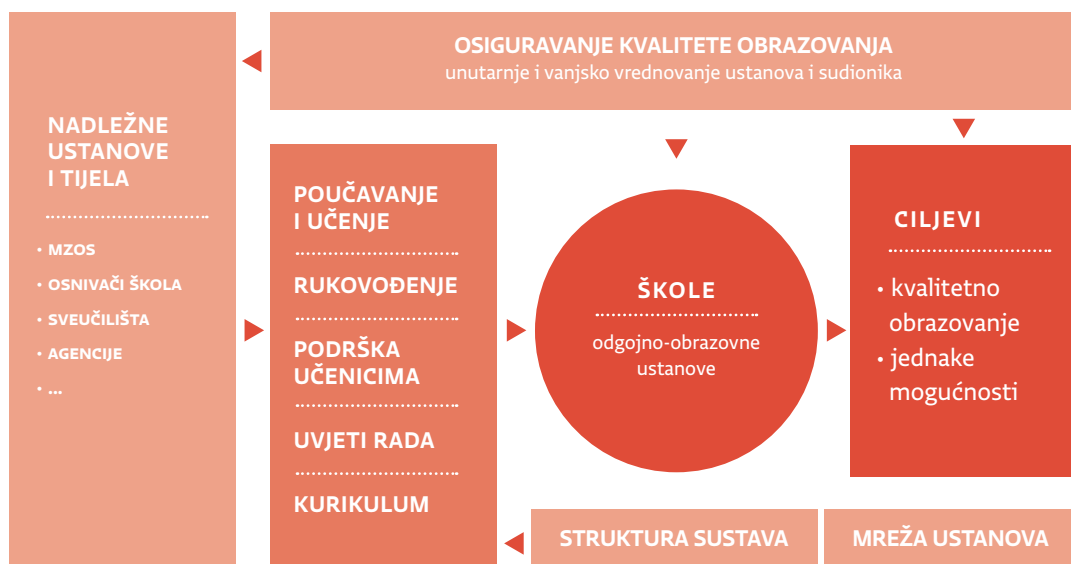 OSIGURAVANJE KVALITETE OBRAZOVANJA
unutarnje i vanjsko vrednovanje ustanova i sudionika
NADLEŽNE
USTANOVE
I TIJELA
• MZOS
• OSNIVAČI ŠKOLA
• SVEUČILIŠTA
• AGENCIJE
• ...
POUČAVANJE
I UČENJE
RUKOVOĐENJE
PODRŠKA
UČENICIMA
UVJETI RADA
KURIKULUM
ŠKOLE
odgojno-obrazovne
ustanove
CILJEVI
• kvalitetno
obrazovanje
• jednake
mogućnosti
STRUKTURA SUSTAVA
MREŽA USTANOVA